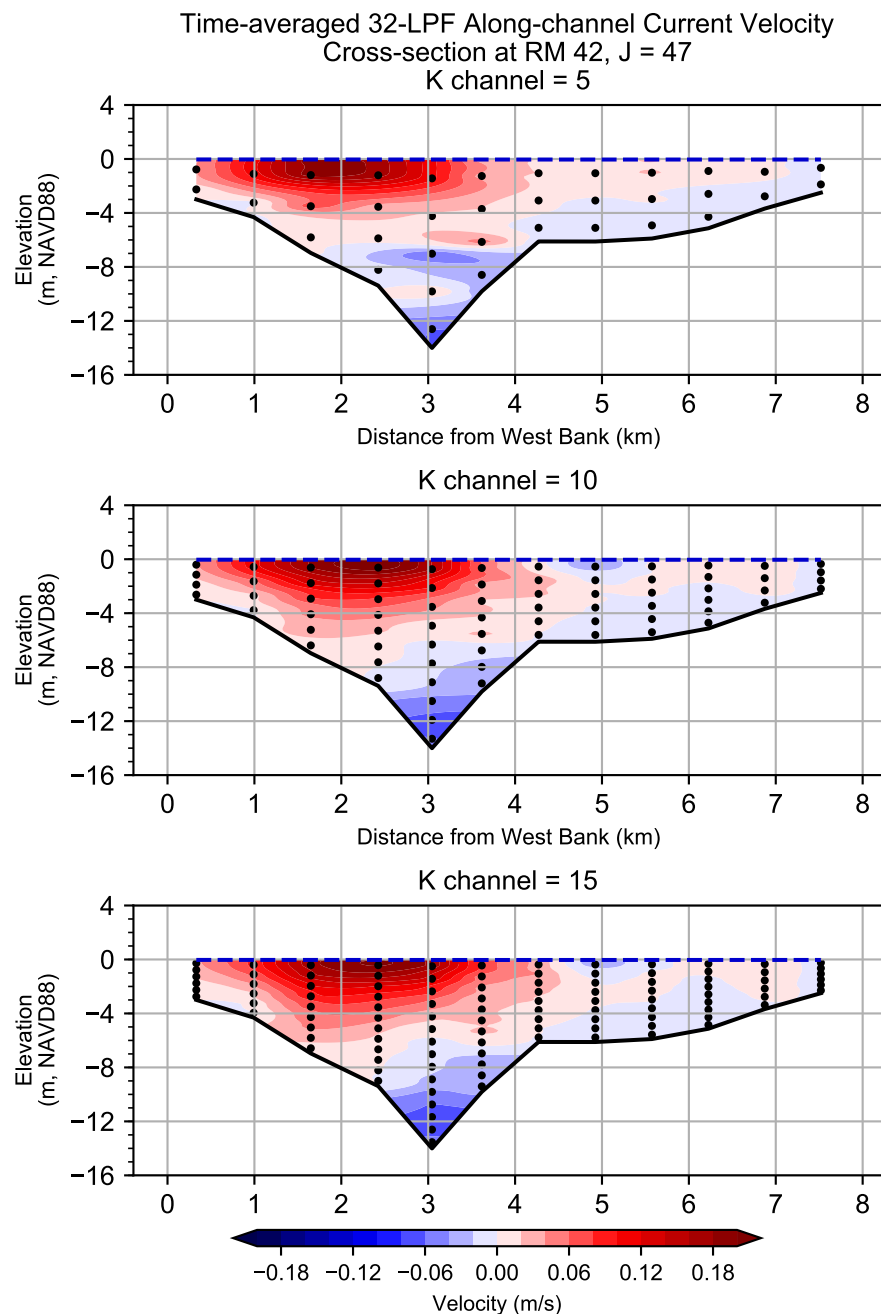 Time-averaged 32-LPF Along-channel Current Velocity
Cross-section at RM 42, J = 47
K channel = 5
4
0
−4
−8
−12
−16
Elevation
(m, NAVD88)
0 1 2 3 4 5 6 7 8
Distance from West Bank (km)
K channel = 10
4
0
−4
−8
−12
−16
Elevation
(m, NAVD88)
0 1 2 3 4 5 6 7 8
Distance from West Bank (km)
K channel = 15
4
0
−4
−8
−12
−16
Elevation
(m, NAVD88)
0 1 2 3 4 5 6 7 8
−0.18 −0.12 −0.06 0.00 0.06 0.12 0.18
Velocity (m/s)